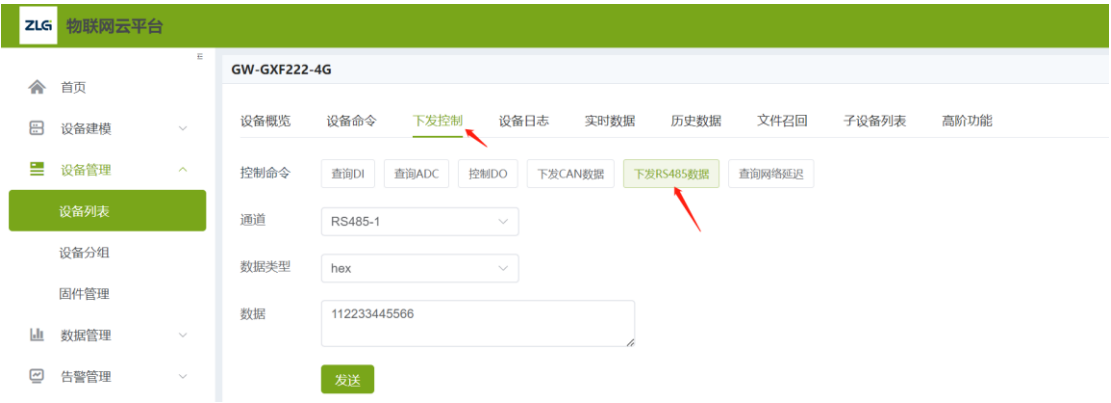 ZLG 物联网云平台
首页
设备建模
设备管理
设备列表
设备分组
固件管理
数据管理
告警管理
GW-GXF222-4G
设备概览 设备命令 下发控制 设备日志 实时数据 历史数据 文件召回 子设备列表 高阶功能
控制命令 查询DI 查询ADC 控制DO 下发CAN数据 下发RS485数据 查询网络延迟
通道 RS485-1
数据类型 hex
数据 112233445566
发送